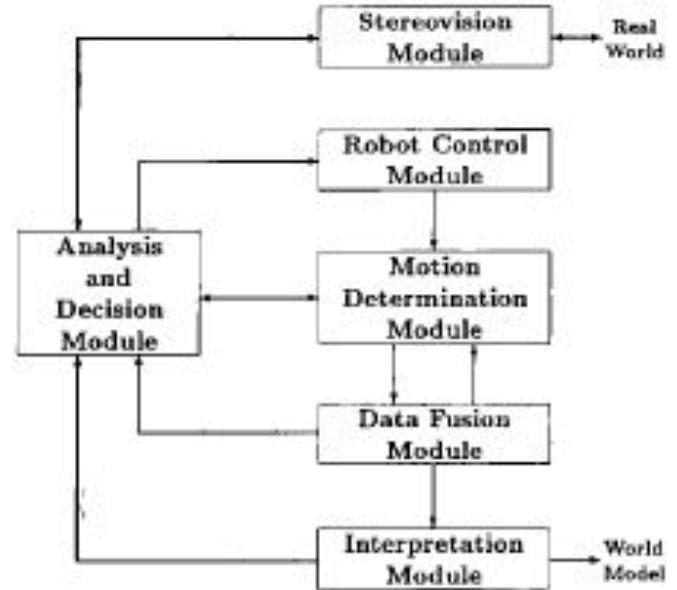 Stereovision
Module
Real
World
Robot Control
Module
Analysis
and
Decision
Module
Motion
Determination
Module
Data Fusion
Module
Interpretation
Module
World
Model